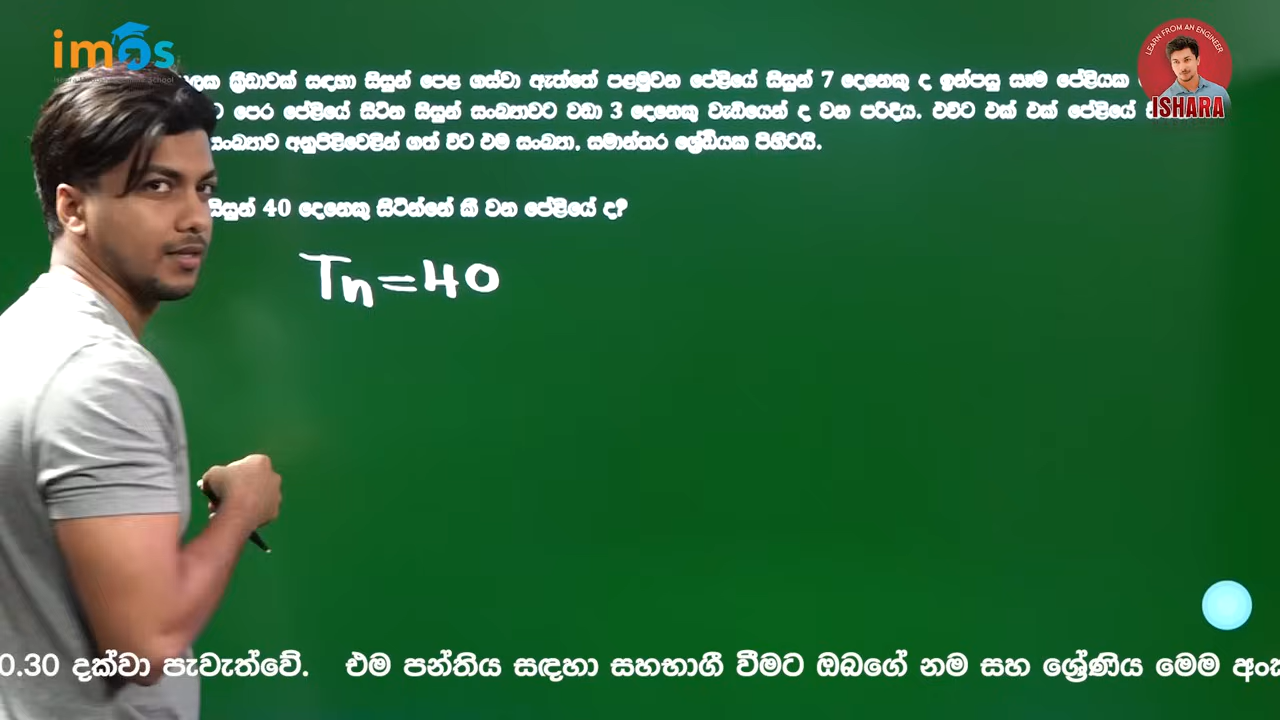 imos
LEARN FROM AN ENGINEER
ISHARA
ක්‍රීඩාවක් සඳහා සිසුන් පෙළ ගස්වා ඇත්තේ පළමුවන පේළියේ සිසුන් 7 දෙනෙකු ද ඉන්පසු සෑම පේළියක
පෙර පේළියේ සිටින සිසුන් සංඛ්‍යාවට වඩා 3 දෙනෙකු වැඩියෙන් ද වන පරිදිය. එවිට එක් එක් පේළියේ
සංඛ්‍යාව අනුපිළිවෙළින් ගත් විට එම සංඛ්‍යා, සමාන්තර ශ්‍රේඪියක පිහිටයි.
සිසුන් 40 දෙනෙකු සිටින්නේ කී වන පේළියේ ද?
Tn=40
0.30 දක්වා පැවැත්වේ. එම පන්තිය සඳහා සහභාගී වීමට ඔබගේ නම සහ ශ්‍රේණිය මෙම